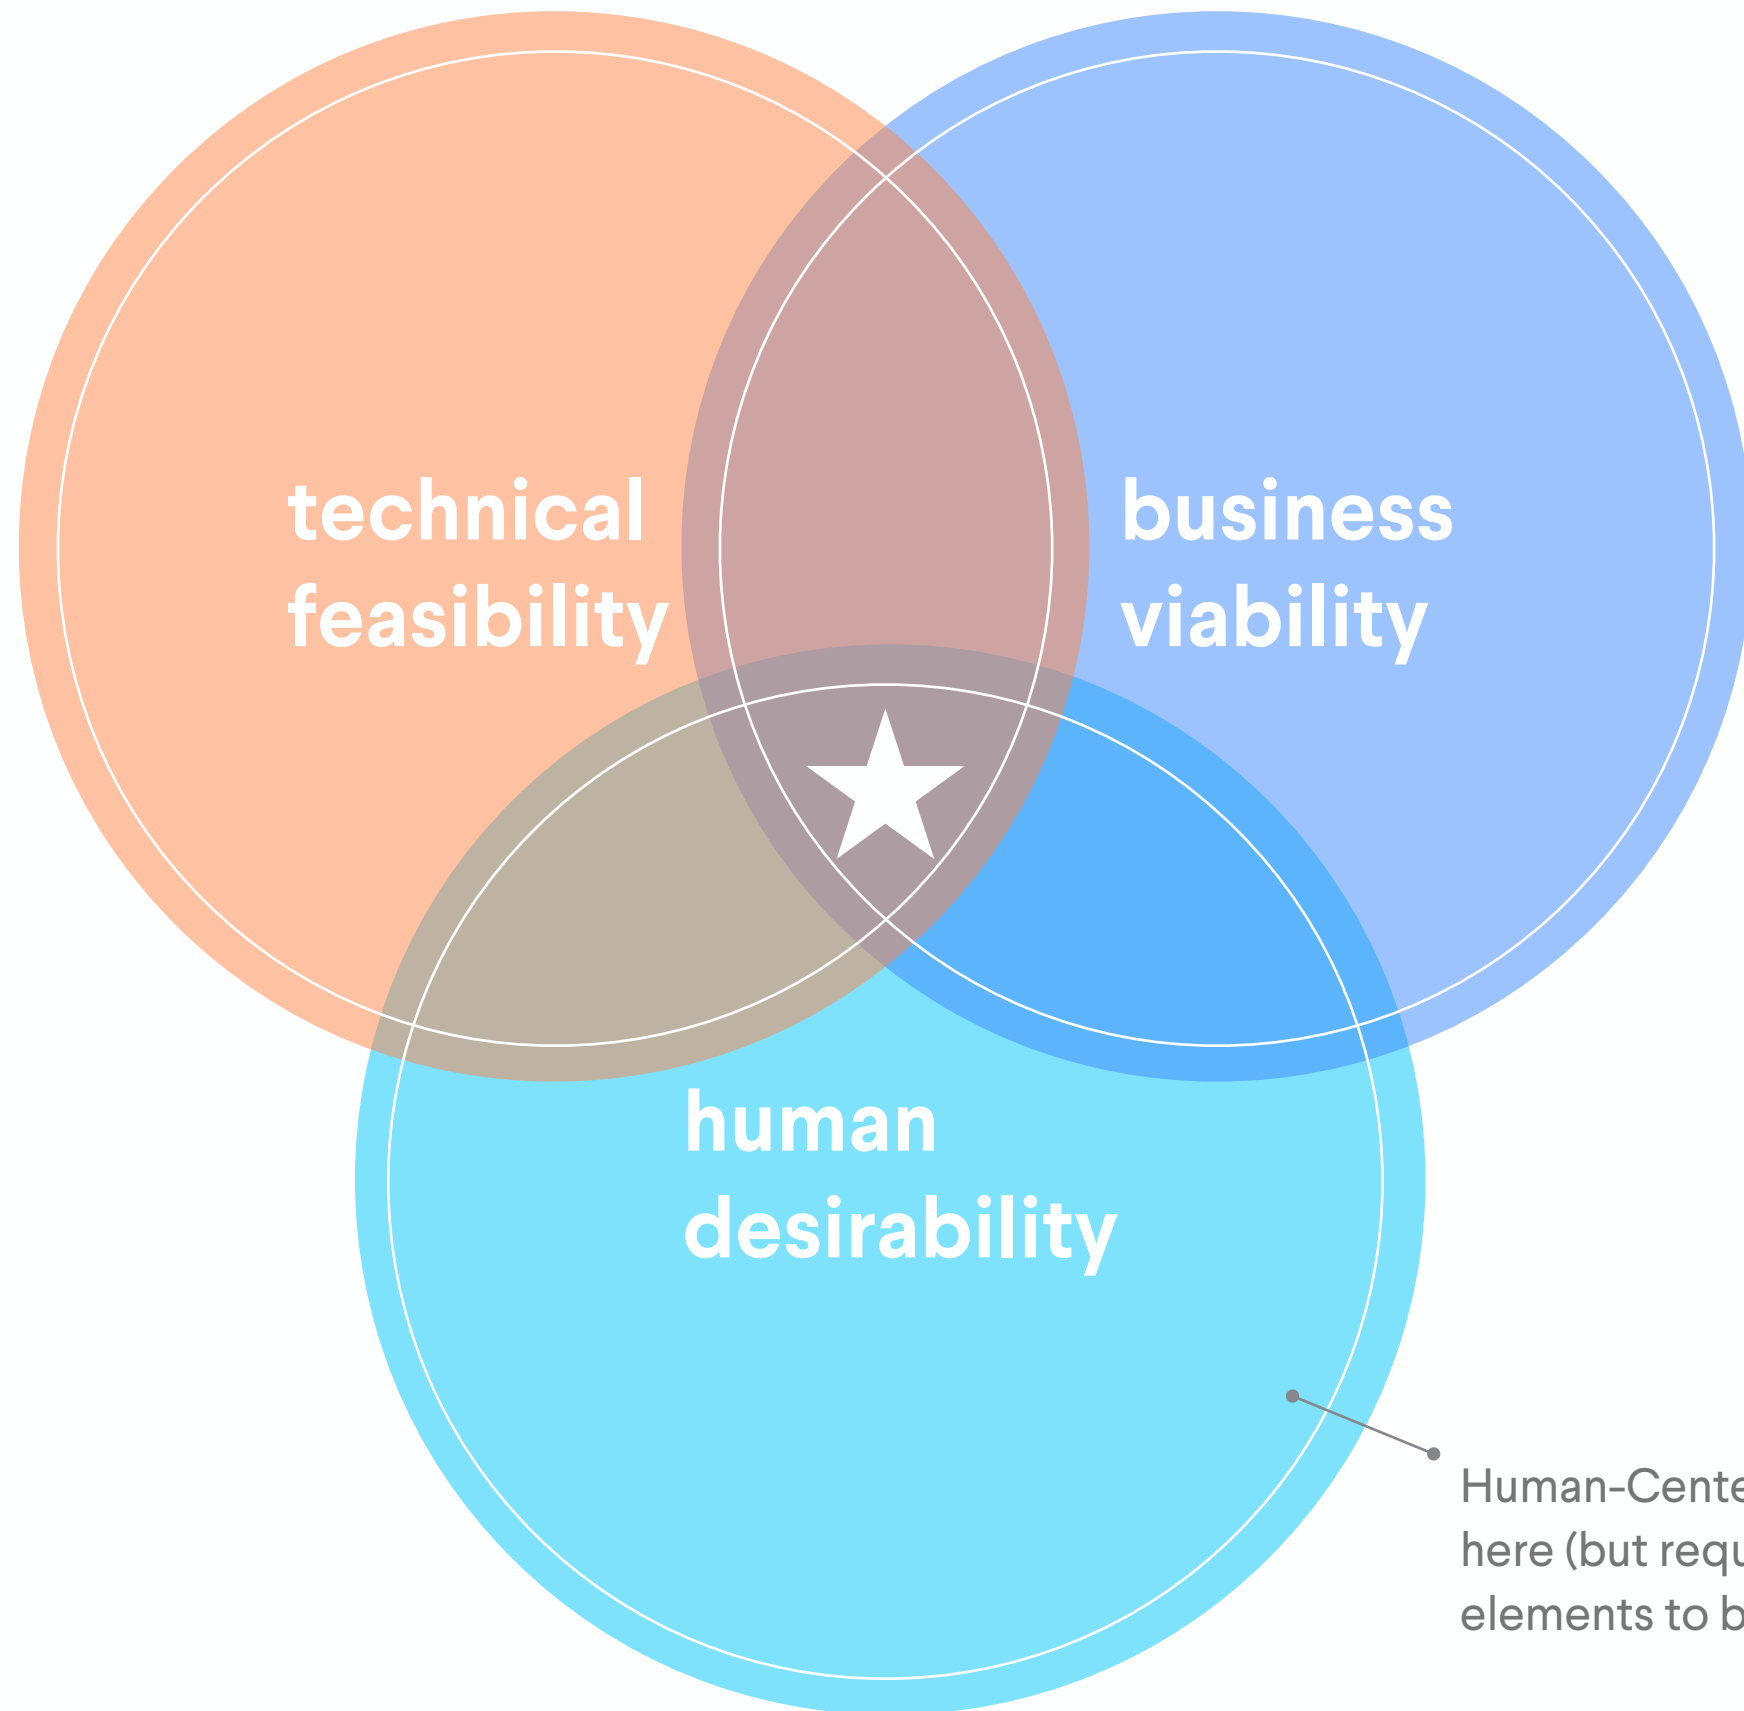 technical
feasibility
business
viability
human
desirability
Human-Cente
here (but requ
elements to b